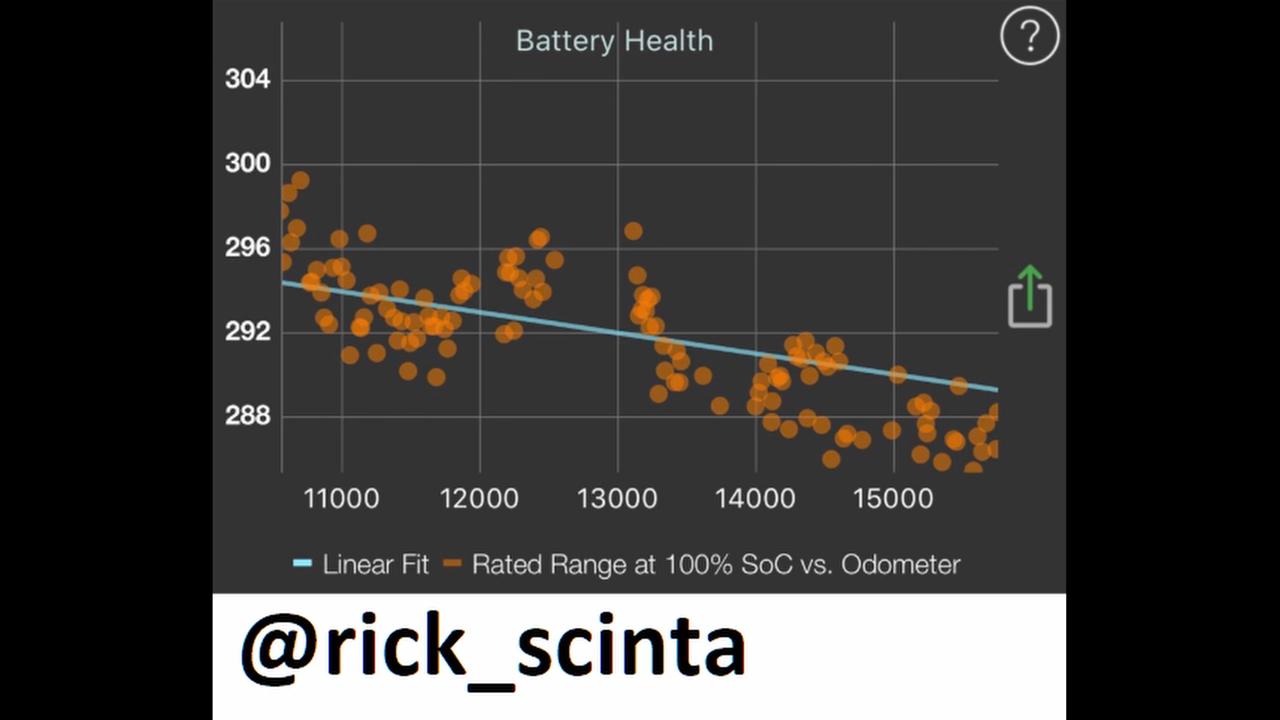 Battery Health
?
304
300
296
292
288
11000 12000 13000 14000 15000
Linear Fit Rated Range at 100% SoC vs. Odometer
@rick_scinta